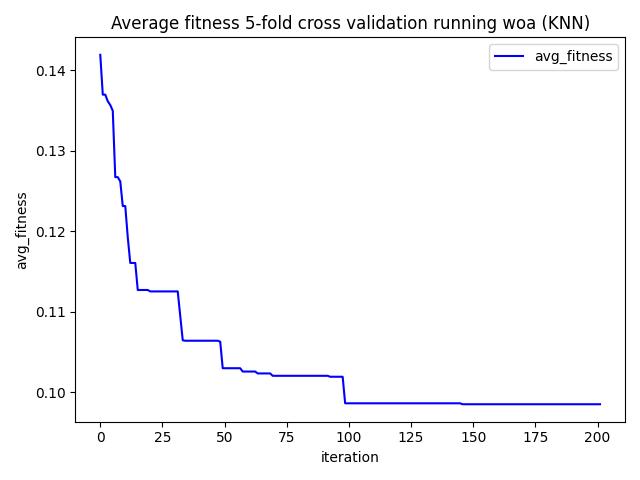 Average fitness 5-fold cross validation running woa (KNN)
avg_fitness
0.14
0.13
0.12
0.11
0.10
avg_fitness
0 25 50 75 100 125 150 175 200
iteration